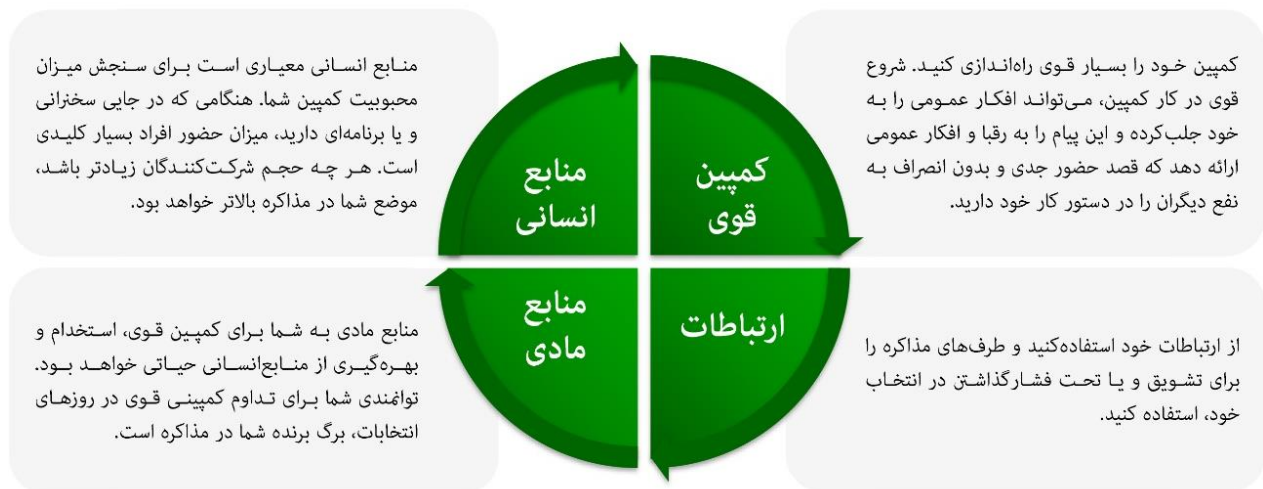 کمپین خود را بسیار قوی راه‌اندازی کنید. شروع
قوی در کار کمپین، می‌تواند افکار عمومی را به
خود جلب‌کرده و این پیام را به رقبا و افکار عمومی
ارائه دهد که قصد حضور جدی و بدون انصراف به
نفع دیگران را در دستور کار خود دارید.
کمپین
قوی
منابع
انسانی
منابع انسانی معیاری است برای سنجش میزان
محبوبیت کمپین شما. هنگامی که در جایی سخنرانی
و یا برنامه‌ای دارید، میزان حضور افراد بسیار کلیدی
است. هر چه حجم شرکت‌کنندگان زیادتر باشد،
موضع شما در مذاکره بالاتر خواهد بود.
از ارتباطات خود استفاده‌کنید و طرف‌های مذاکره را
برای تشویق و یا تحت فشارگذاشتن در انتخاب
خود، استفاده کنید.
ارتباطات
منابع
مادی
منابع مادی به شما برای کمپین قوی، استخدام و
بهره‌گیری از منابع‌انسانی حیاتی خواهد بود.
توانمندی شما برای تداوم کمپینی قوی در روزهای
انتخابات، برگ برنده شما در مذاکره است.